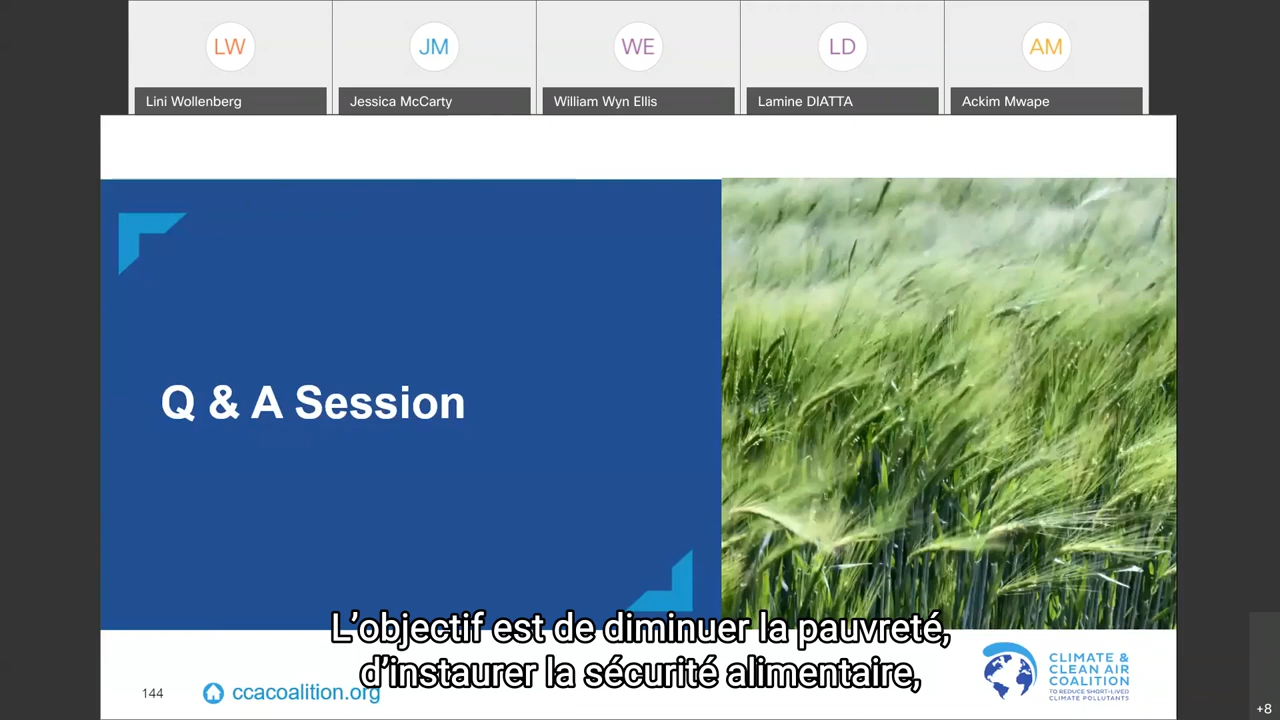 LW
JM
WE
LD
AM
Lini Wollenberg
Jessica McCarty
William Wyn Ellis
Lamine DIATTA
Ackim Mwape
Q & A Session
L’objectif est de diminuer la pauvreté,
d’instaurer la sécurité alimentaire,
144
ccacoalition.org
CLIMATE &
CLEAN AIR
COALITION
TO REDUCE SHORT-LIVED
CLIMATE POLLUTANTS
+8